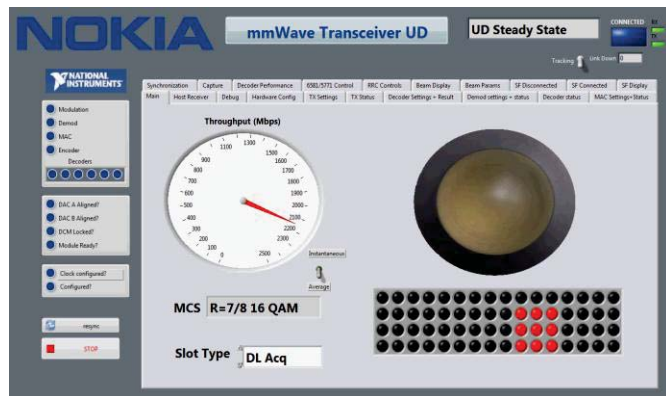 NOKIA
mmWave Transceiver UD
UD Steady State
CONNECTED
Tracking
Link Down 0
NATIONAL
INSTRUMENTS
Synchronization Capture Decoder Performance 6581/5771 Control RRC Controls Beam Display Beam Params SF Disconnected SF Connected SF Display
Main Host Receiver Debug Hardware Config TX Settings TX Status Decoder Settings + Result Demod settings + status Decoder status MAC Settings+Status
Modulation
Demod
MAC
Encoder
Decoders
DAC A Aligned?
DAC B Aligned?
DCM Locked?
Module Ready?
Clock configured?
Configured?
resync
STOP
Throughput (Mbps)
0
100
200
300
400
500
600
700
800
900
1100
1300
1500
1600
1700
1800
1900
2000
2100
2200
2300
2500
Instantaneous
Average
MCS R=7/8 16 QAM
Slot Type DL Acq